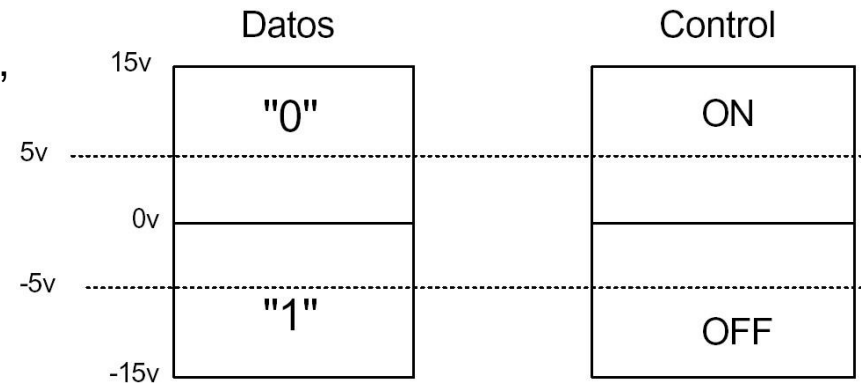 Datos Control
,
15v
"0" ON
5v
0v
-5v
"1" OFF
-15v